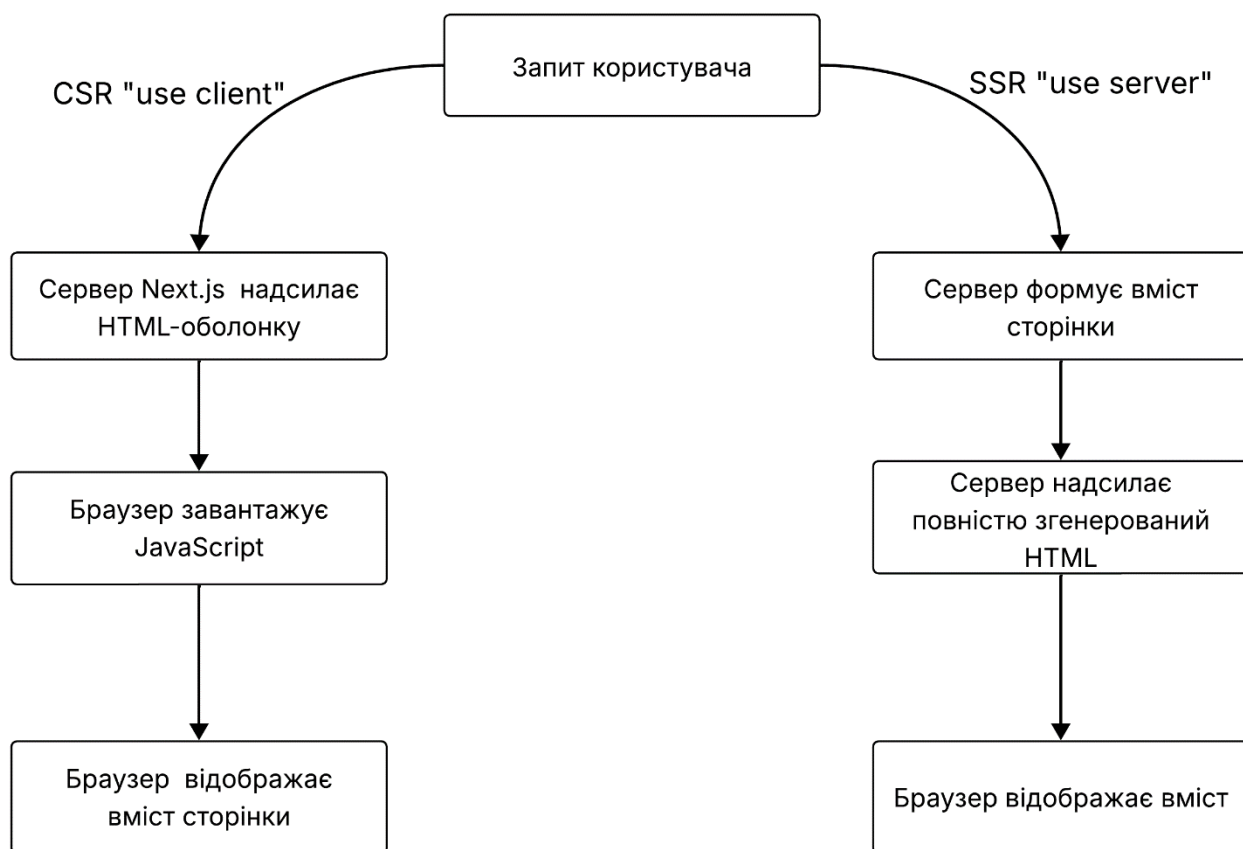 Запит користувача
CSR "use client"
SSR "use server"
Сервер Next.js надсилає
HTML-оболонку
Сервер формує вміст
сторінки
Браузер завантажує
JavaScript
Сервер надсилає
повністю згенерований
HTML
Браузер відображає
вміст сторінки
Браузер відображає вміст